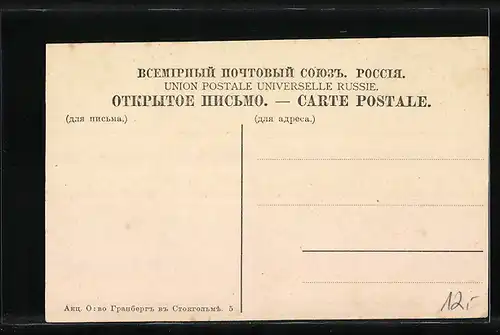 ВСЕМІРНЫЙ ПОЧТОВЫЙ СОЮЗЪ. РОССІЯ.
UNION POSTALE UNIVERSELLE RUSSIE.
ОТКРЫТОЕ ПИСЬМО. — CARTE POSTALE.
(для письма.) (для адреса.)
Акц. О:во Гранбергъ въ Стокгольмѣ. 5
12,-